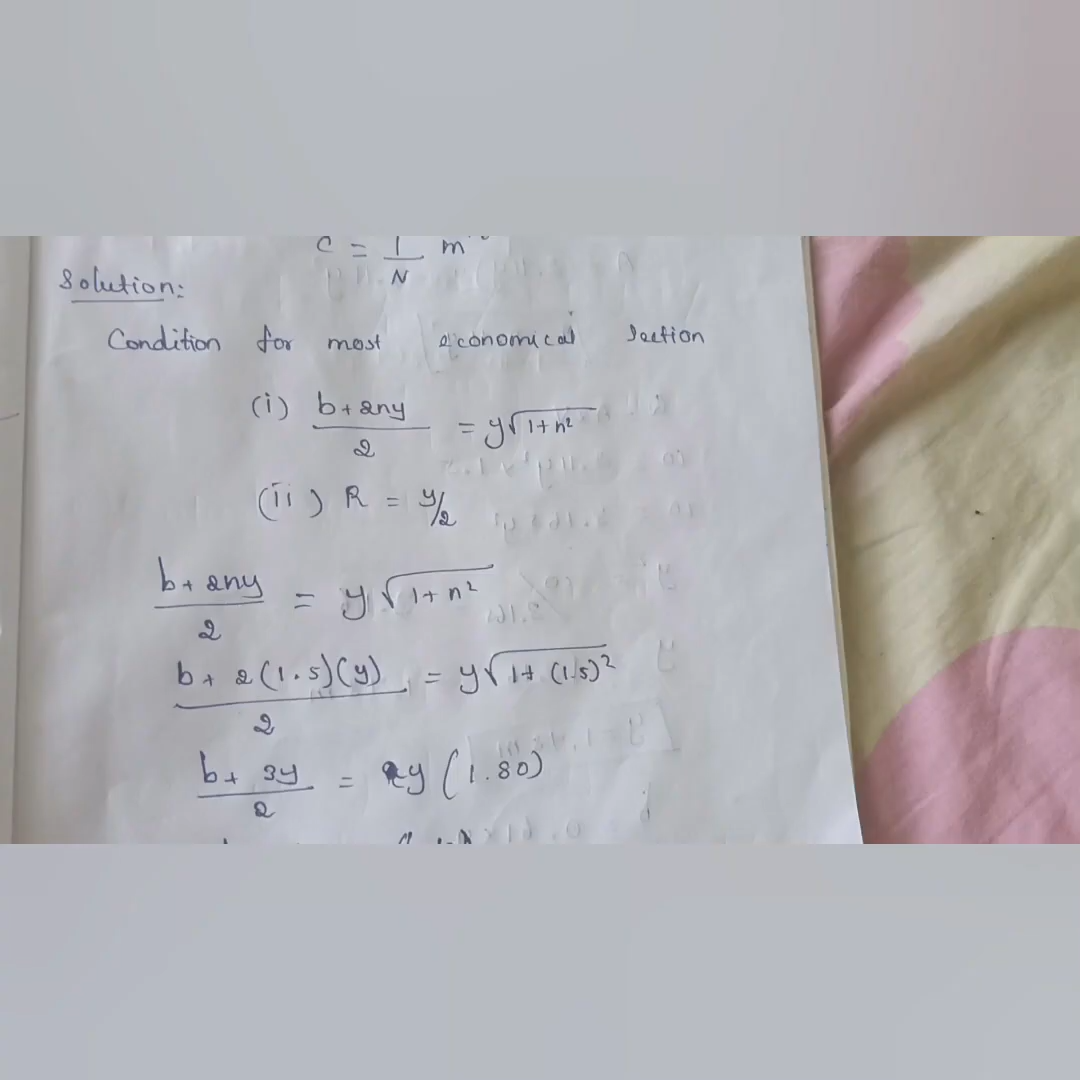 C = 1/N m
Solution:
Condition for most economical section
(i) b+2ny/2 = y√1+n²
(ii) R = y/2
b+2ny/2 = y√1+n²
b+2(1.5)(y)/2 = y√1+(1.5)²
b+3y/2 = y(1.80)